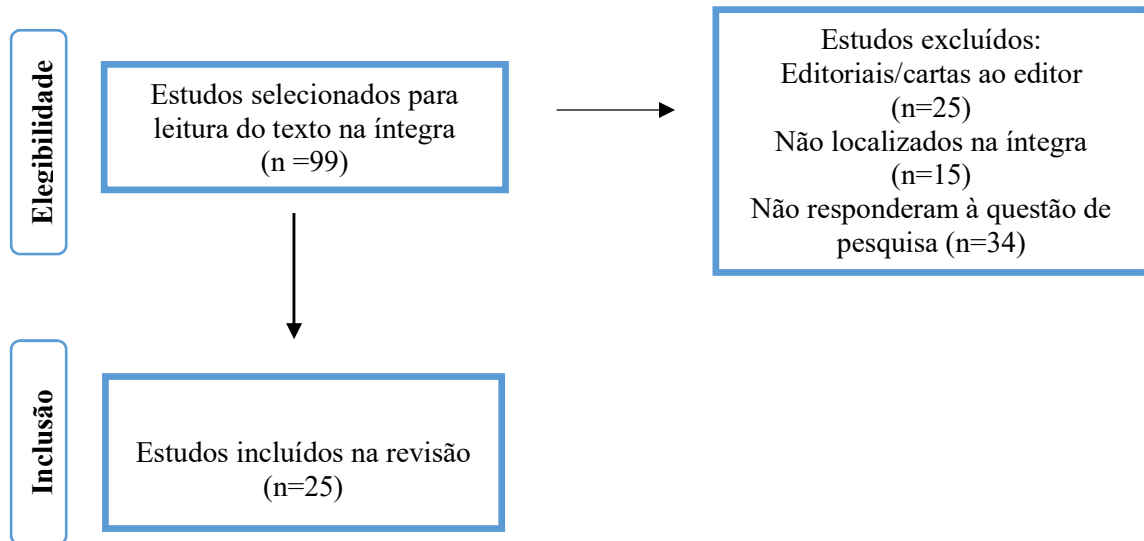 Elegibilidade
Estudos selecionados para
leitura do texto na íntegra
(n =99)
Estudos excluídos:
Editoriais/cartas ao editor
(n=25)
Não localizados na íntegra
(n=15)
Não responderam à questão de
pesquisa (n=34)
Inclusão
Estudos incluídos na revisão
(n=25)